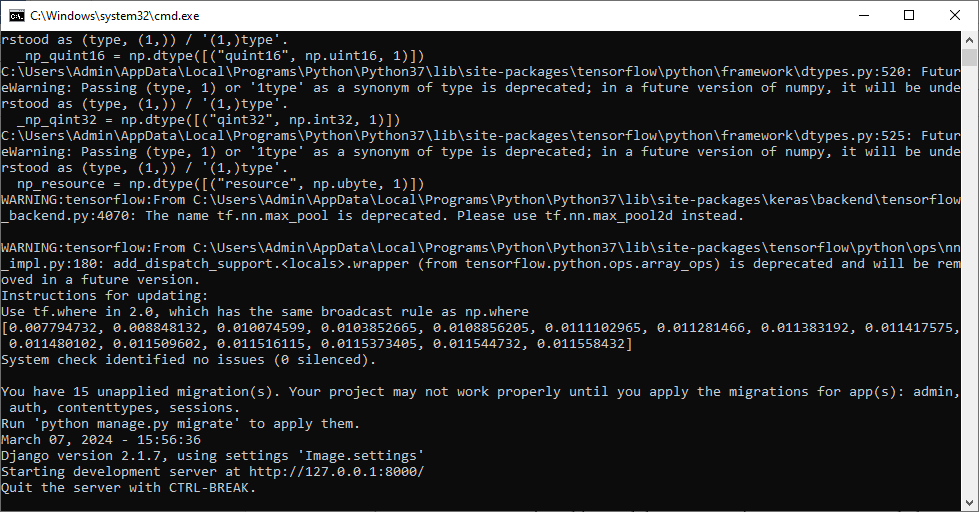 C:\Windows\system32\cmd.exe
rstood as (type, (1,)) / '(1,)type'.
  _np_quint16 = np.dtype([("quint16", np.uint16, 1)])
C:\Users\Admin\AppData\Local\Programs\Python\Python37\lib\site-packages\tensorflow\python\framework\dtypes.py:520: Futur
eWarning: Passing (type, 1) or '1type' as a synonym of type is deprecated; in a future version of numpy, it will be unde
rstood as (type, (1,)) / '(1,)type'.
  _np_qint32 = np.dtype([("qint32", np.int32, 1)])
C:\Users\Admin\AppData\Local\Programs\Python\Python37\lib\site-packages\tensorflow\python\framework\dtypes.py:525: Futur
eWarning: Passing (type, 1) or '1type' as a synonym of type is deprecated; in a future version of numpy, it will be unde
rstood as (type, (1,)) / '(1,)type'.
  np_resource = np.dtype([("resource", np.ubyte, 1)])
WARNING:tensorflow:From C:\Users\Admin\AppData\Local\Programs\Python\Python37\lib\site-packages\keras\backend\tensorflow
_backend.py:4070: The name tf.nn.max_pool is deprecated. Please use tf.nn.max_pool2d instead.
WARNING:tensorflow:From C:\Users\Admin\AppData\Local\Programs\Python\Python37\lib\site-packages\tensorflow\python\ops\nn
_impl.py:180: add_dispatch_support.<locals>.wrapper (from tensorflow.python.ops.array_ops) is deprecated and will be rem
oved in a future version.
Instructions for updating:
Use tf.where in 2.0, which has the same broadcast rule as np.where
[0.007794732, 0.008848132, 0.010074599, 0.0103852665, 0.0108856205, 0.0111102965, 0.011281466, 0.011383192, 0.011417575,
 0.011480102, 0.011509602, 0.011516115, 0.0115373405, 0.011544732, 0.011558432]
System check identified no issues (0 silenced).
You have 15 unapplied migration(s). Your project may not work properly until you apply the migrations for app(s): admin,
 auth, contenttypes, sessions.
Run 'python manage.py migrate' to apply them.
March 07, 2024 - 15:56:36
Django version 2.1.7, using settings 'Image.settings'
Starting development server at http://127.0.0.1:8000/
Quit the server with CTRL-BREAK.